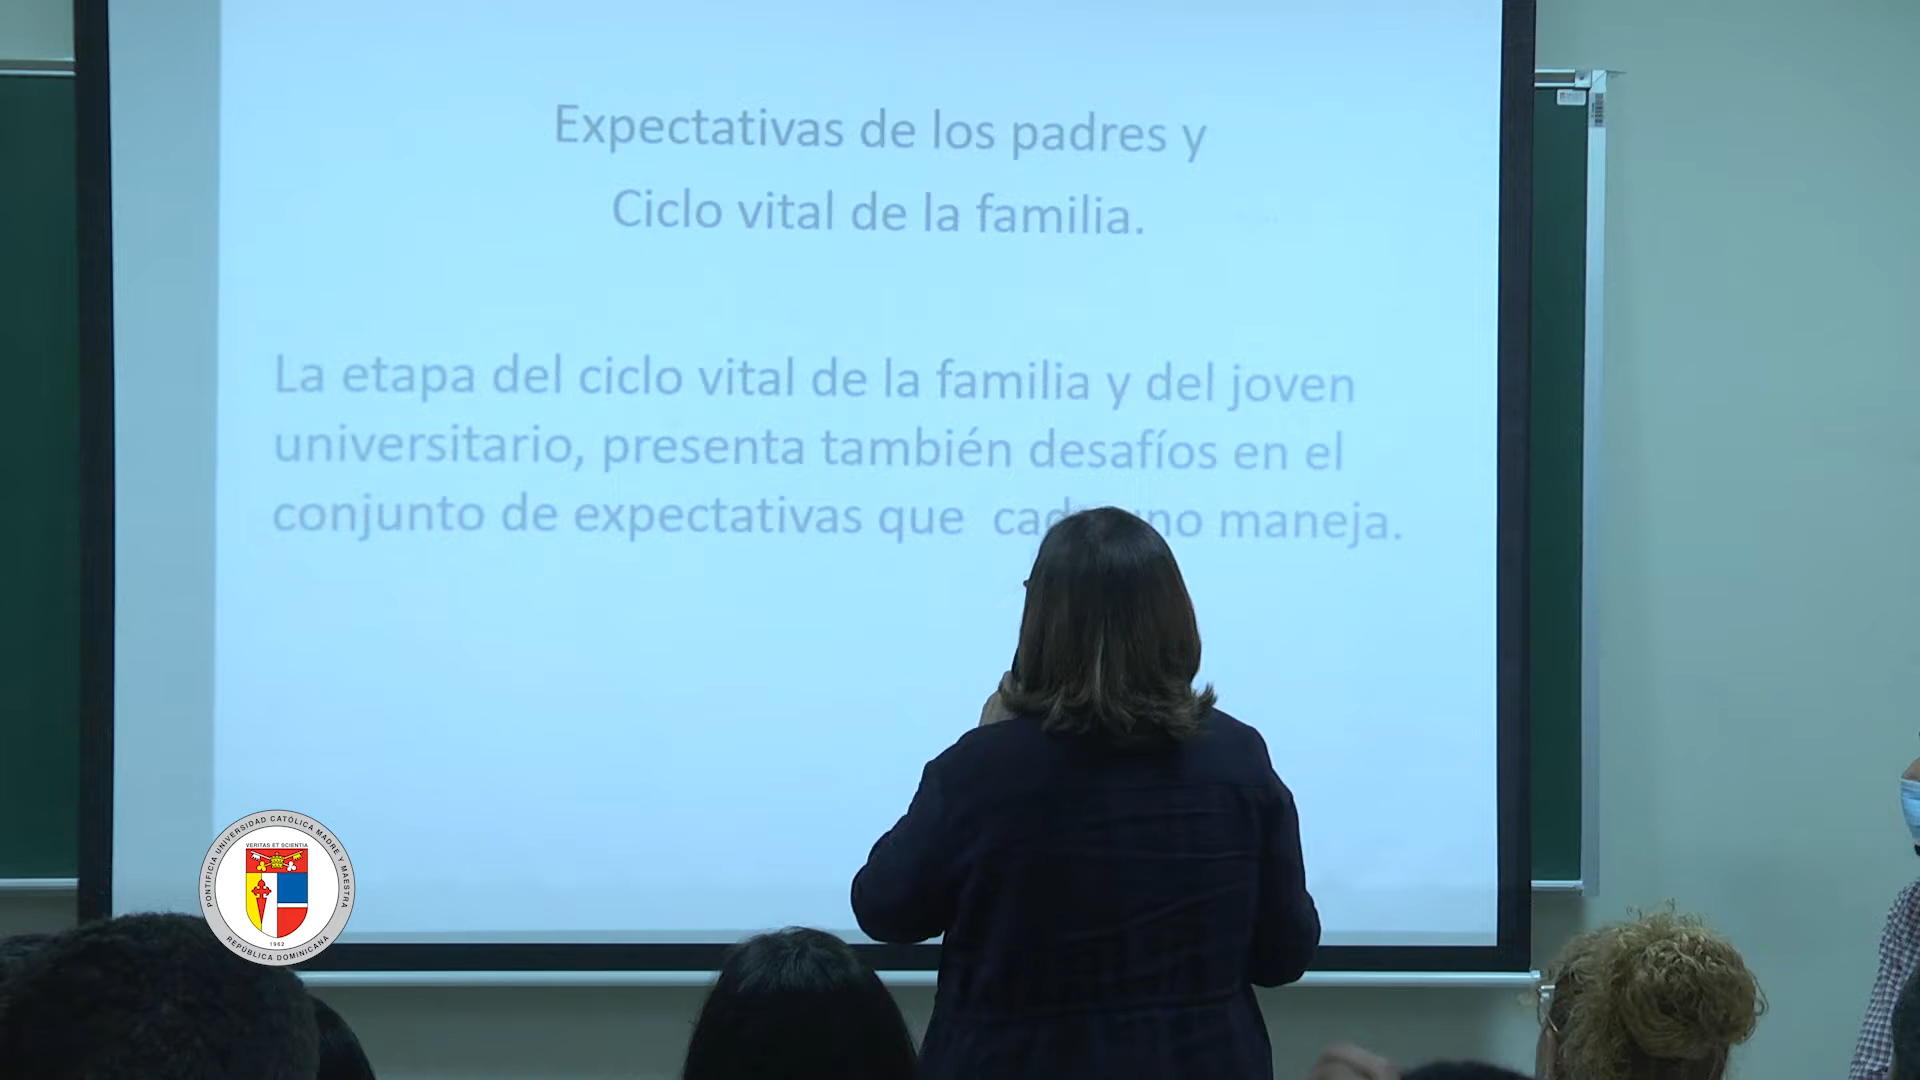 Expectativas de los padres y
Ciclo vital de la familia.
La etapa del ciclo vital de la familia y del joven
universitario, presenta también desafíos en el
conjunto de expectativas que cada uno maneja.
PONTIFICIA UNIVERSIDAD CATÓLICA MADRE Y MAESTRA
VERITAS ET SCIENTIA
1962
REPÚBLICA DOMINICANA